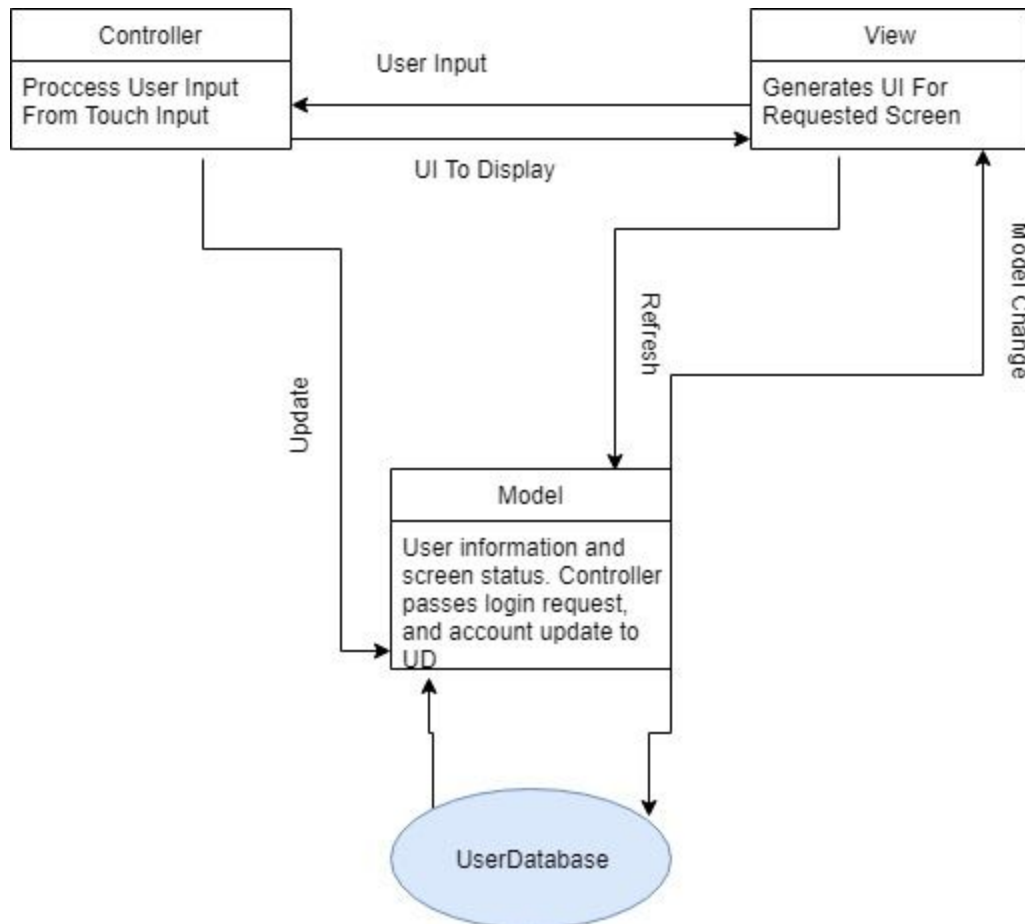 Controller
Proccess User Input
From Touch Input
User Input
UI To Display
View
Generates UI For
Requested Screen
Model Change
Refresh
Update
Model
User information and
screen status. Controller
passes login request,
and account update to
UD
UserDatabase